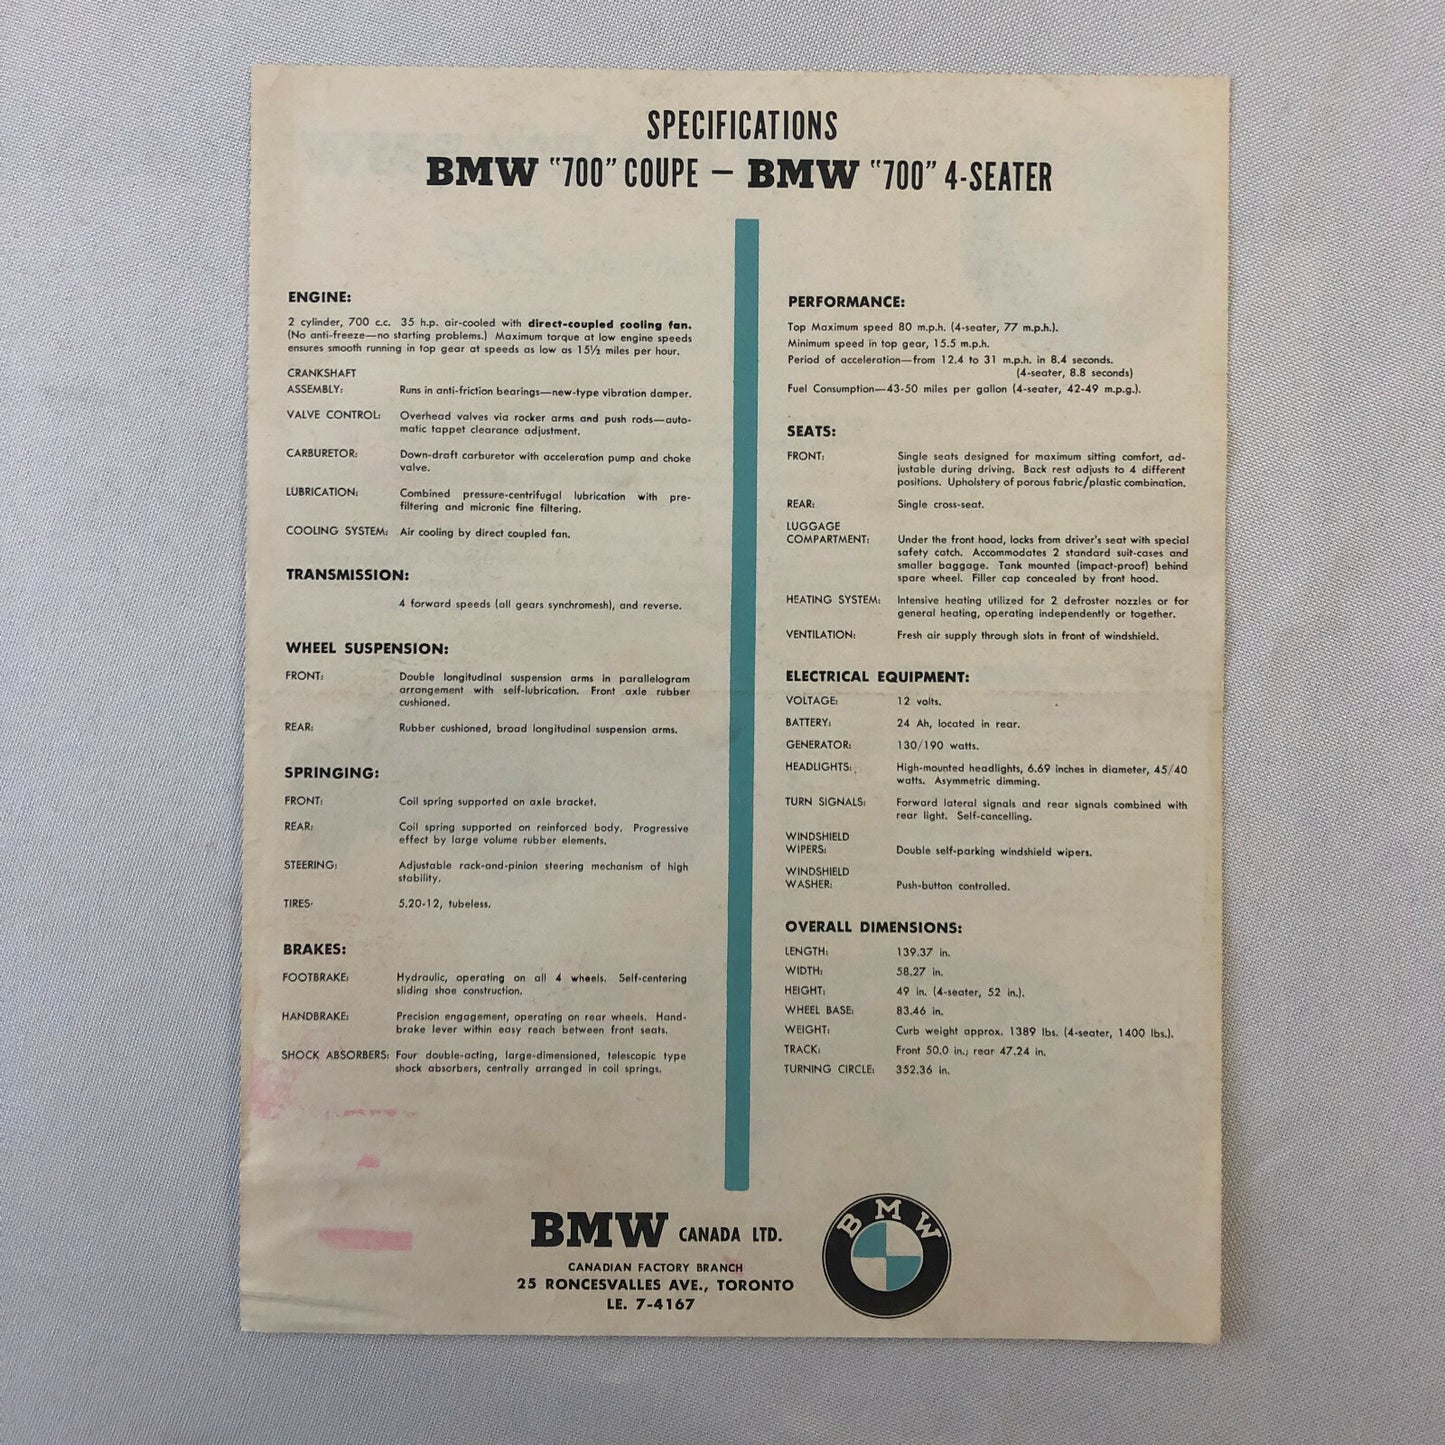 SPECIFICATIONS
BMW "700" COUPE — BMW "700" 4-SEATER
ENGINE:
2 cylinder, 700 c.c. 35 h.p. air-cooled with direct-coupled cooling fan.
(No anti-freeze—no starting problems.) Maximum torque at low engine speeds
ensures smooth running in top gear at speeds as low as 15½ miles per hour.
CRANKSHAFT
ASSEMBLY: Runs in anti-friction bearings—new-type vibration damper.
VALVE CONTROL: Overhead valves via rocker arms and push rods—auto-
matic tappet clearance adjustment.
CARBURETOR: Down-draft carburetor with acceleration pump and choke
valve.
LUBRICATION: Combined pressure-centrifugal lubrication with pre-
filtering and micronic fine filtering.
COOLING SYSTEM: Air cooling by direct coupled fan.
TRANSMISSION:
4 forward speeds (all gears synchromesh), and reverse.
WHEEL SUSPENSION:
FRONT: Double longitudinal suspension arms in parallelogram
arrangement with self-lubrication. Front axle rubber
cushioned.
REAR: Rubber cushioned, broad longitudinal suspension arms.
SPRINGING:
FRONT: Coil spring supported on axle bracket.
REAR: Coil spring supported on reinforced body. Progressive
effect by large volume rubber elements.
STEERING: Adjustable rack-and-pinion steering mechanism of high
stability.
TIRES: 5,20-12, tubeless.
BRAKES:
FOOTBRAKE: Hydraulic, operating on all 4 wheels. Self-centering
sliding shoe construction.
HANDBRAKE: Precision engagement, operating on rear wheels. Hand-
brake lever within easy reach between front seats.
SHOCK ABSORBERS: Four double-acting, large-dimensioned, telescopic type
shock absorbers, centrally arranged in coil springs.
PERFORMANCE:
Top Maximum speed 80 m.p.h. (4-seater, 77 m.p.h.).
Minimum speed in top gear, 15.5 m.p.h.
Period of acceleration—from 12.4 to 31 m.p.h. in 8.4 seconds.
(4-seater, 8.8 seconds)
Fuel Consumption—43-50 miles per gallon (4-seater, 42-49 m.p.g.).
SEATS:
FRONT: Single seats designed for maximum sitting comfort, ad-
justable during driving. Back rest adjusts to 4 different
positions. Upholstery of porous fabric/plastic combination.
REAR: Single cross-seat.
LUGGAGE
COMPARTMENT: Under the front hood, locks from driver's seat with special
safety catch. Accommodates 2 standard suit-cases and
smaller baggage. Tank mounted (impact-proof) behind
spare wheel. Filler cap concealed by front hood.
HEATING SYSTEM: Intensive heating utilized for 2 defroster nozzles or for
general heating, operating independently or together.
VENTILATION: Fresh air supply through slots in front of windshield.
ELECTRICAL EQUIPMENT:
VOLTAGE: 12 volts.
BATTERY: 24 Ah, located in rear.
GENERATOR: 130/190 watts.
HEADLIGHTS: High-mounted headlights, 6.69 inches in diameter, 45/40
watts. Asymmetric dimming.
TURN SIGNALS: Forward lateral signals and rear signals combined with
rear light. Self-cancelling.
WINDSHIELD
WIPERS: Double self-parking windshield wipers.
WINDSHIELD
WASHER: Push-button controlled.
OVERALL DIMENSIONS:
LENGTH: 139.37 in.
WIDTH: 58.27 in.
HEIGHT: 49 in. (4-seater, 52 in.).
WHEEL BASE: 83.46 in.
WEIGHT: Curb weight approx. 1389 lbs. (4-seater, 1400 lbs.).
TRACK: Front 50.0 in.; rear 47.24 in.
TURNING CIRCLE: 352.36 in.
BMW CANADA LTD.
CANADIAN FACTORY BRANCH
25 RONCESVALLES AVE., TORONTO
LE. 7-4167
BMW